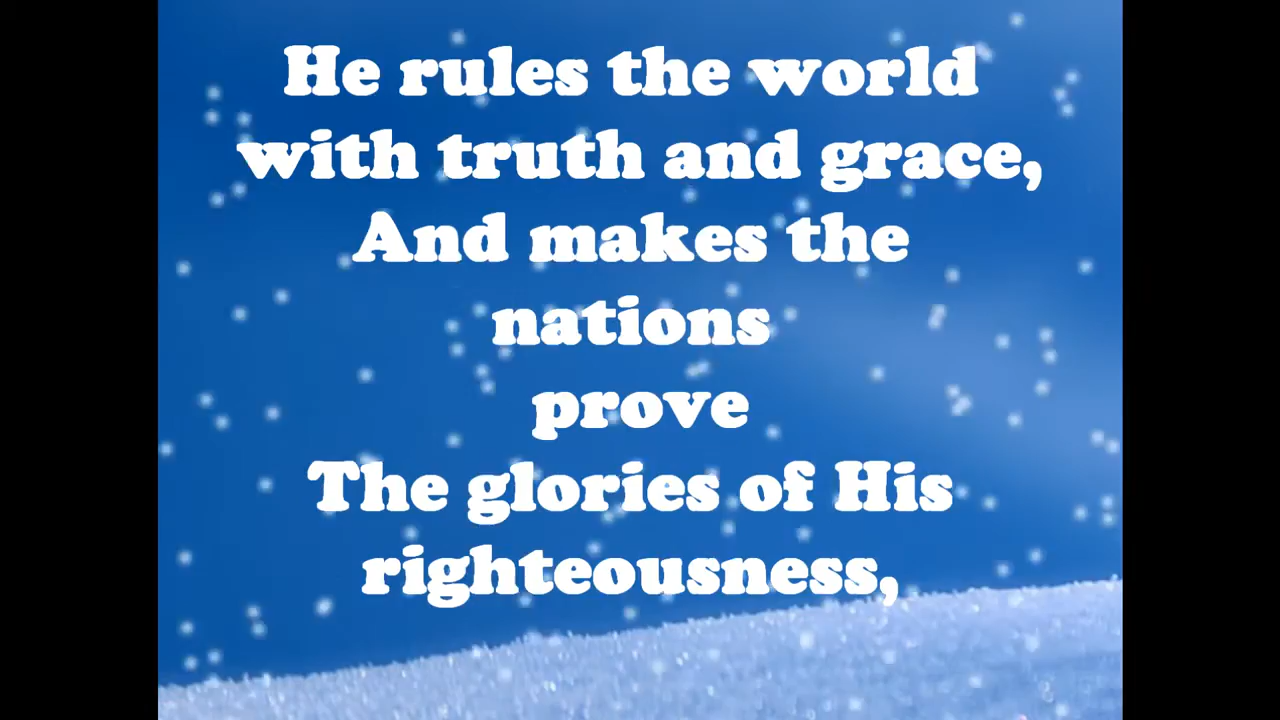 He rules the world
with truth and grace,
And makes the
nations
prove
The glories of His
righteousness,